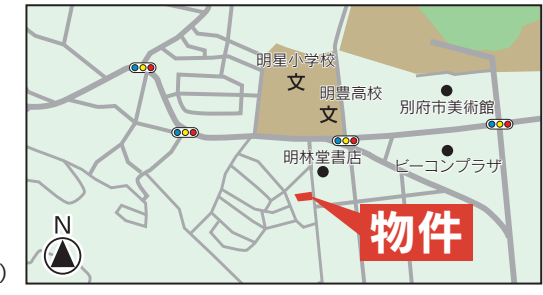 明星小学校
文
明豊高校
文
別府市美術館
明林堂書店
ビーコンプラザ
物件
N
)